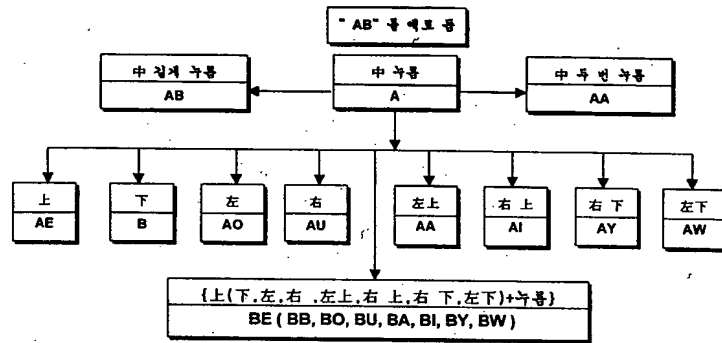 "AB" 를 예로 듬
中 길게 누름
AB
中 누름
A
中 두 번 누름
AA
上
AE
下
B
左
AO
右
AU
左上
AA
右 上
AI
右 下
AY
左下
AW
{上(下,左,右 ,左上,右 上,右 下,左下)+누름}
BE ( BB, BO, BU, BA, BI, BY, BW )